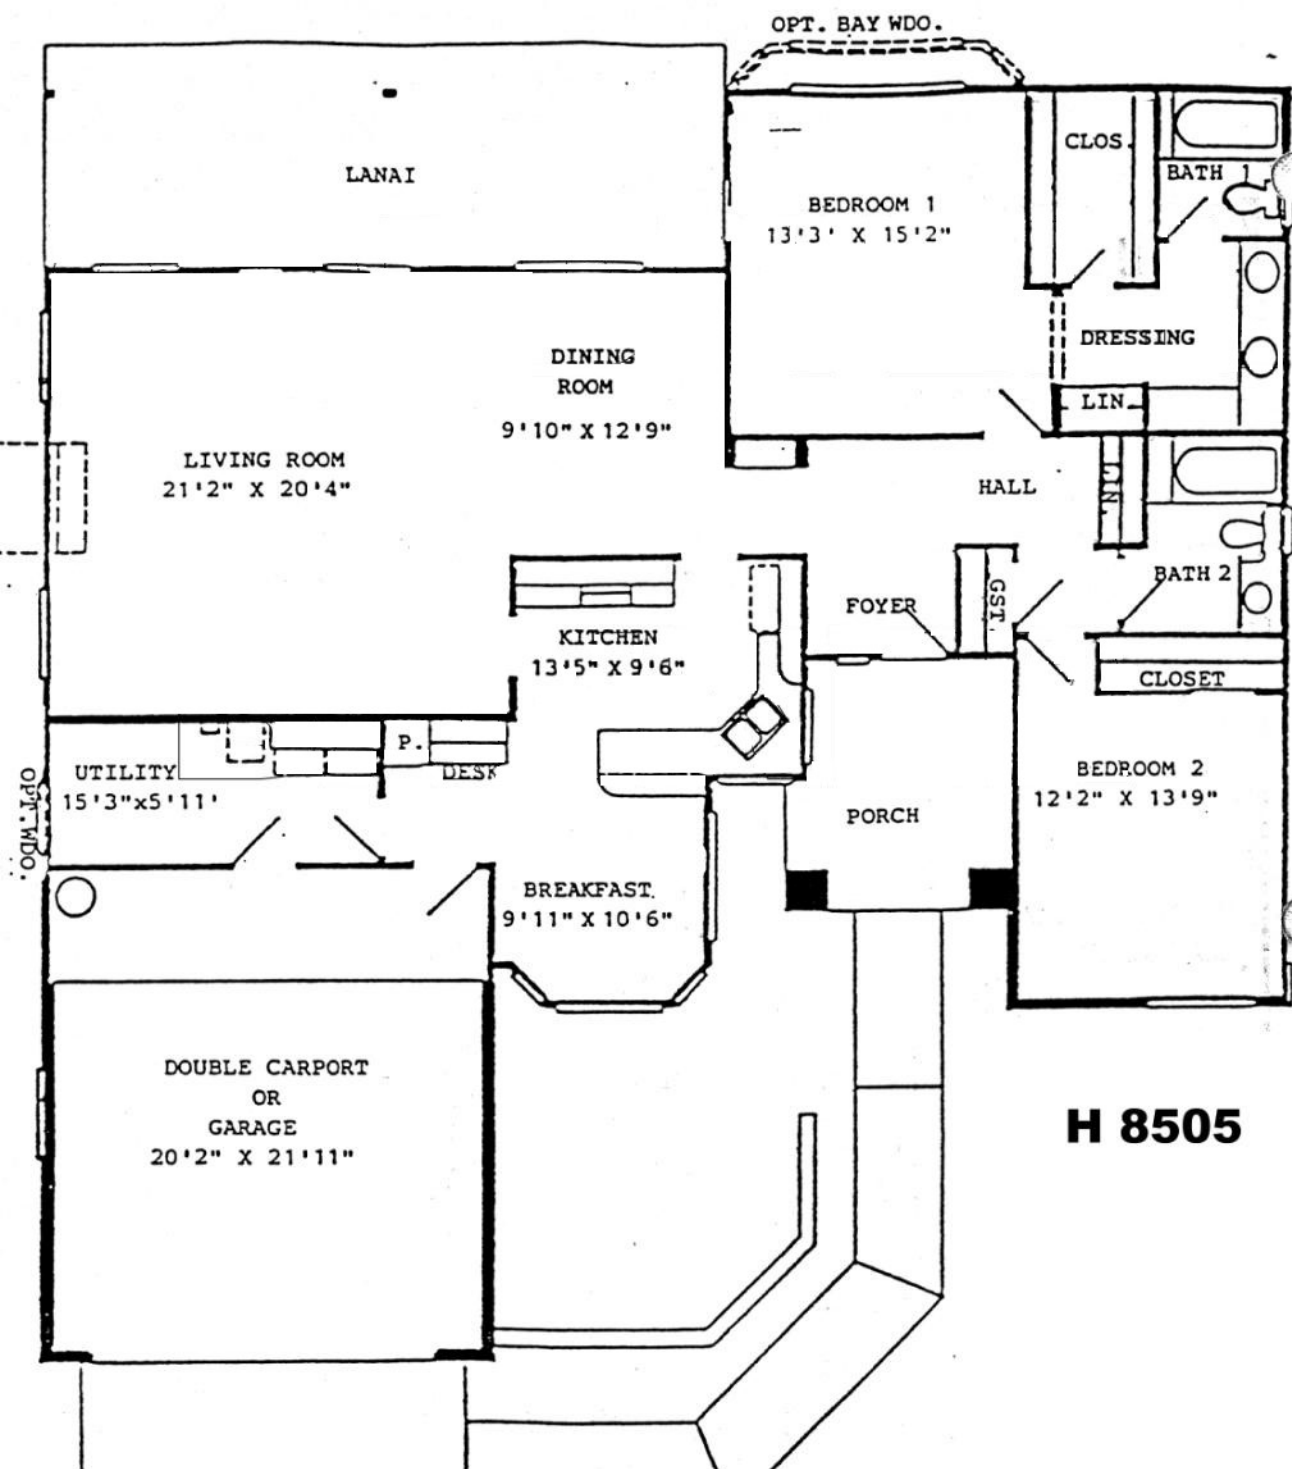 OPT. BAY WDO.
LANAI
CLOS.
BATH 1
BEDROOM 1
13'3' X 15'2"
DRESSING
LIN.
DINING
ROOM
9'10" X 12'9"
LIVING ROOM
21'2" X 20'4"
HALL
LIN.
BATH 2
GST.
FOYER
KITCHEN
13'5" X 9'6"
CLOSET
P.
DESK
UTILITY
15'3"x5'11'
OPT. WDO.
BEDROOM 2
12'2" X 13'9"
PORCH
BREAKFAST.
9'11" X 10'6"
DOUBLE CARPORT
OR
GARAGE
20'2" X 21'11"
H 8505